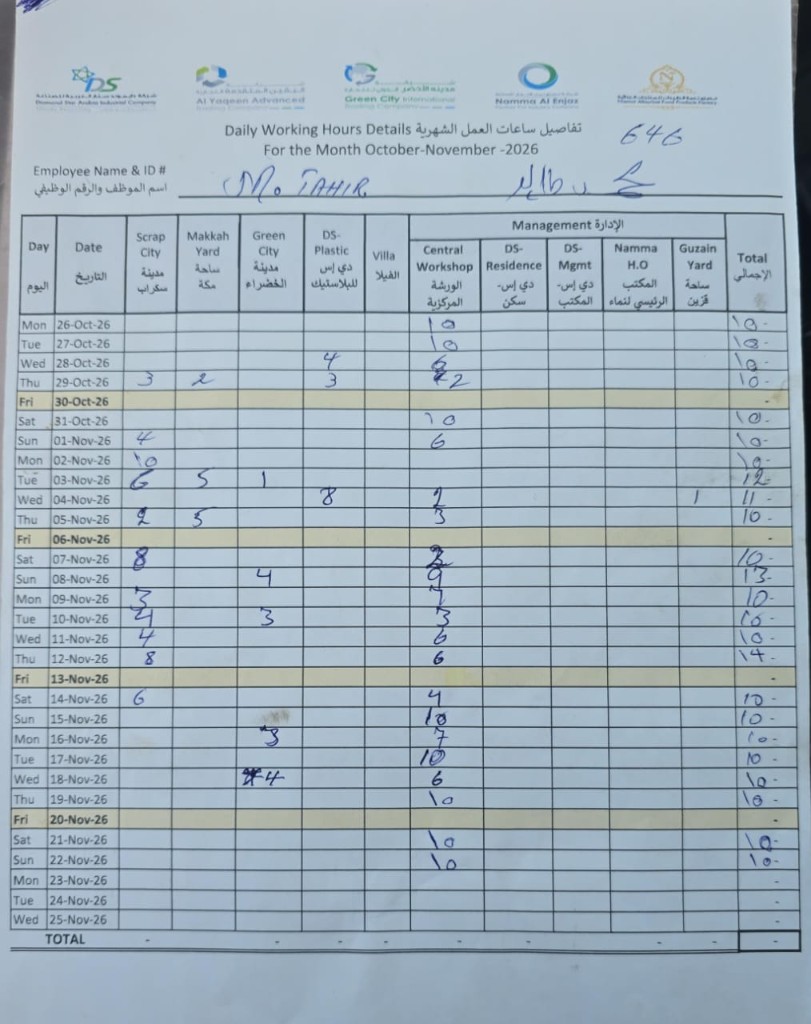 DS
Al Yaqeen Advanced
Green City International
Namma Al Enjaz
Daily Working Hours Details تفاصيل ساعات العمل الشهرية
646
For the Month October-November -2026
Employee Name & ID #
اسم الموظف والرقم الوظيفي
M. TAHIR
Management الإدارة
Day اليوم | Date التاريخ | Scrap City مدينة سكراب | Makkah Yard ساحة مكة | Green City مدينة الخضراء | DS-Plastic دي إس للبلاستيك | Villa الفيلا | Central Workshop الورشة المركزية | DS-Residence دي إس- سكن | DS-Mgmt دي إس- المكتب | Namma H.O المكتب الرئيسي لنماء | Guzain Yard ساحة قزين | Total الإجمالي
Mon 26-Oct-26 10 10-
Tue 27-Oct-26 10 10-
Wed 28-Oct-26 4 6 10-
Thu 29-Oct-26 3 2 3 2 10-
Fri 30-Oct-26 -
Sat 31-Oct-26 10 10-
Sun 01-Nov-26 4 6 10-
Mon 02-Nov-26 10 10-
Tue 03-Nov-26 6 5 1 12-
Wed 04-Nov-26 8 2 1 11-
Thu 05-Nov-26 2 5 3 10-
Fri 06-Nov-26 -
Sat 07-Nov-26 8 2 10-
Sun 08-Nov-26 4 9 13-
Mon 09-Nov-26 3 7 10-
Tue 10-Nov-26 4 3 3 10-
Wed 11-Nov-26 4 6 10-
Thu 12-Nov-26 8 6 14-
Fri 13-Nov-26 -
Sat 14-Nov-26 6 4 10-
Sun 15-Nov-26 10 10-
Mon 16-Nov-26 3 7 10-
Tue 17-Nov-26 10 10-
Wed 18-Nov-26 4 6 10-
Thu 19-Nov-26 10 10-
Fri 20-Nov-26 -
Sat 21-Nov-26 10 10-
Sun 22-Nov-26 10 10-
Mon 23-Nov-26 -
Tue 24-Nov-26 -
Wed 25-Nov-26 -
TOTAL - - - - - - - - - - -